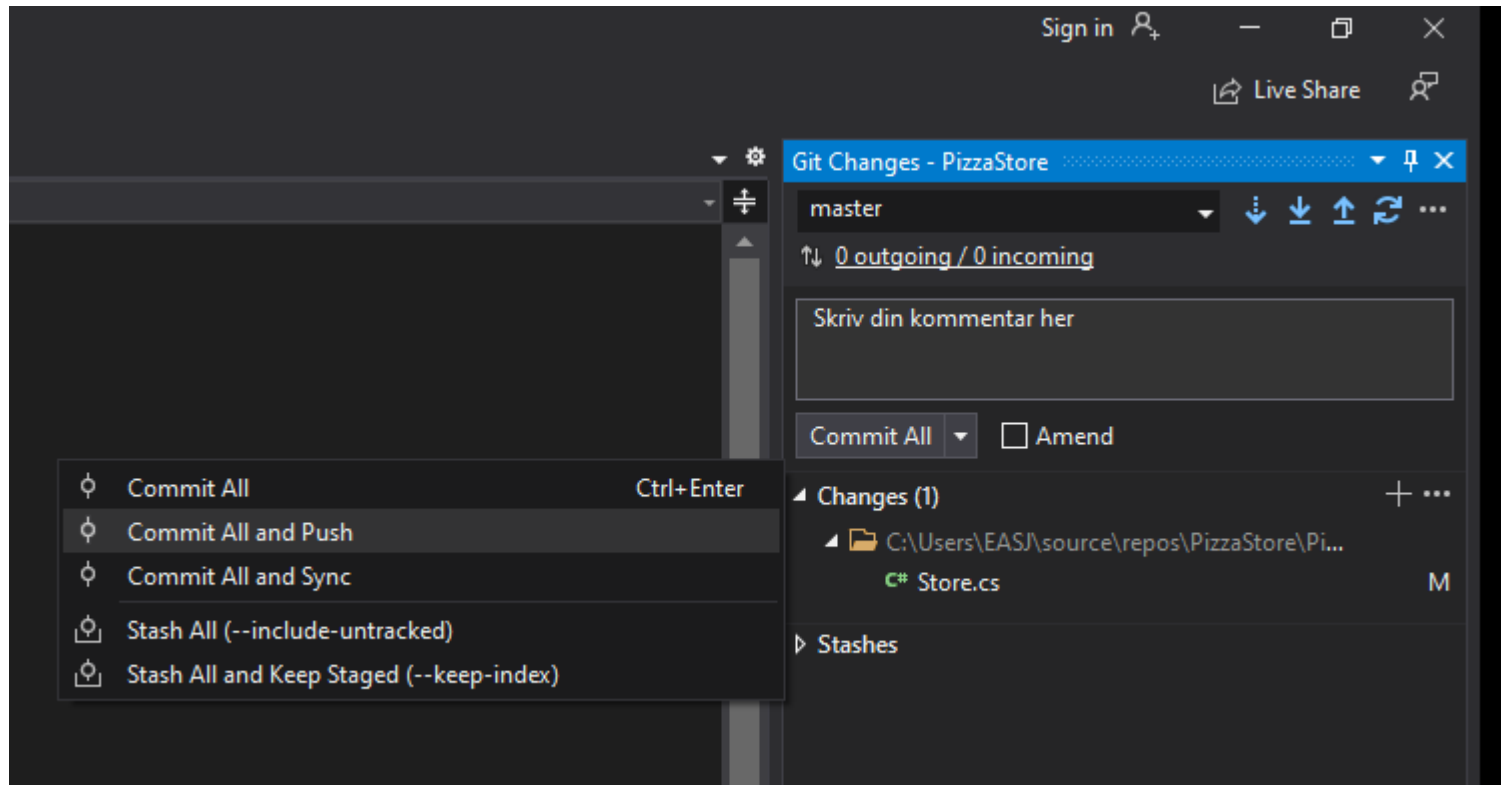 Sign in
Live Share
Git Changes - PizzaStore
master
0 outgoing / 0 incoming
Skriv din kommentar her
Commit All
Amend
Commit All Ctrl+Enter
Commit All and Push
Commit All and Sync
Stash All (--include-untracked)
Stash All and Keep Staged (--keep-index)
Changes (1)
C:\Users\EASJ\source\repos\PizzaStore\Pi...
C# Store.cs M
Stashes